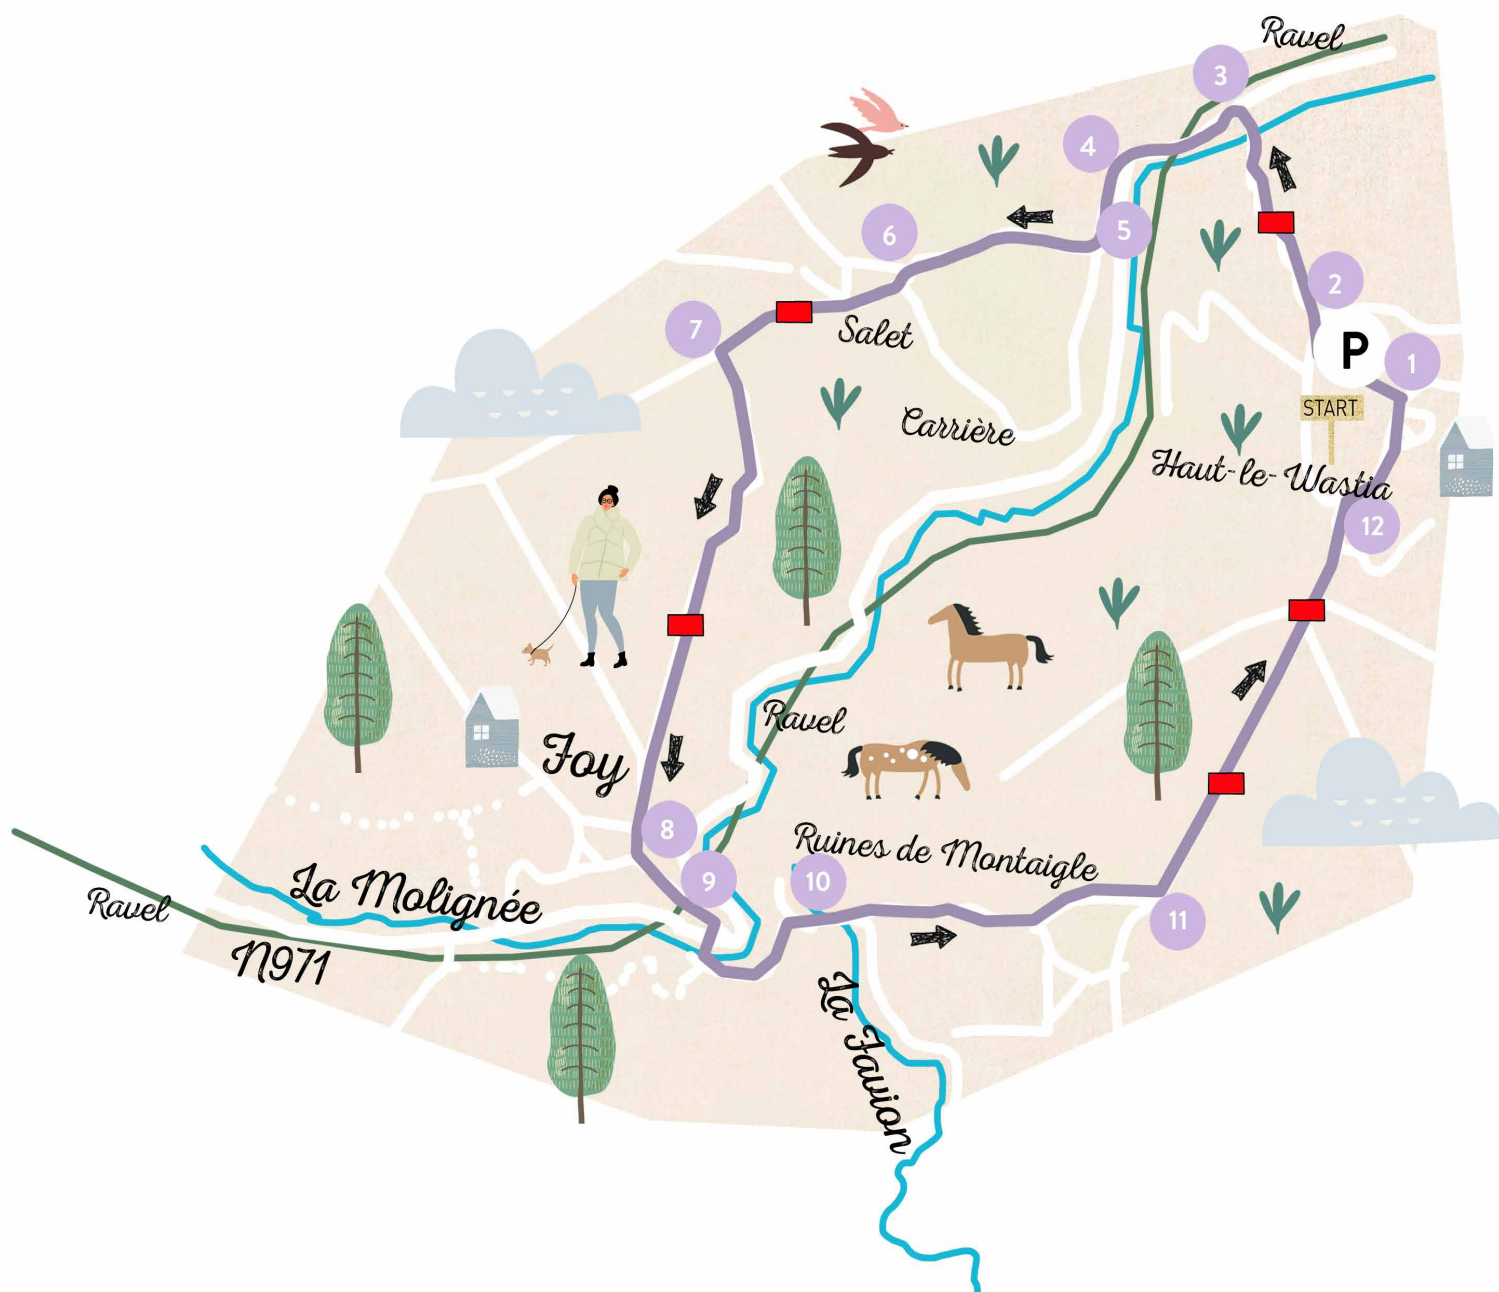 Ravel
3
4
5
6
2
7
P
1
Salet
START
Carrière
Haut-le-Wastia
12
Ravel
Foy
8
Ruines de Montaigle
9
10
La Molignée
Ravel
11
N971
La Favion